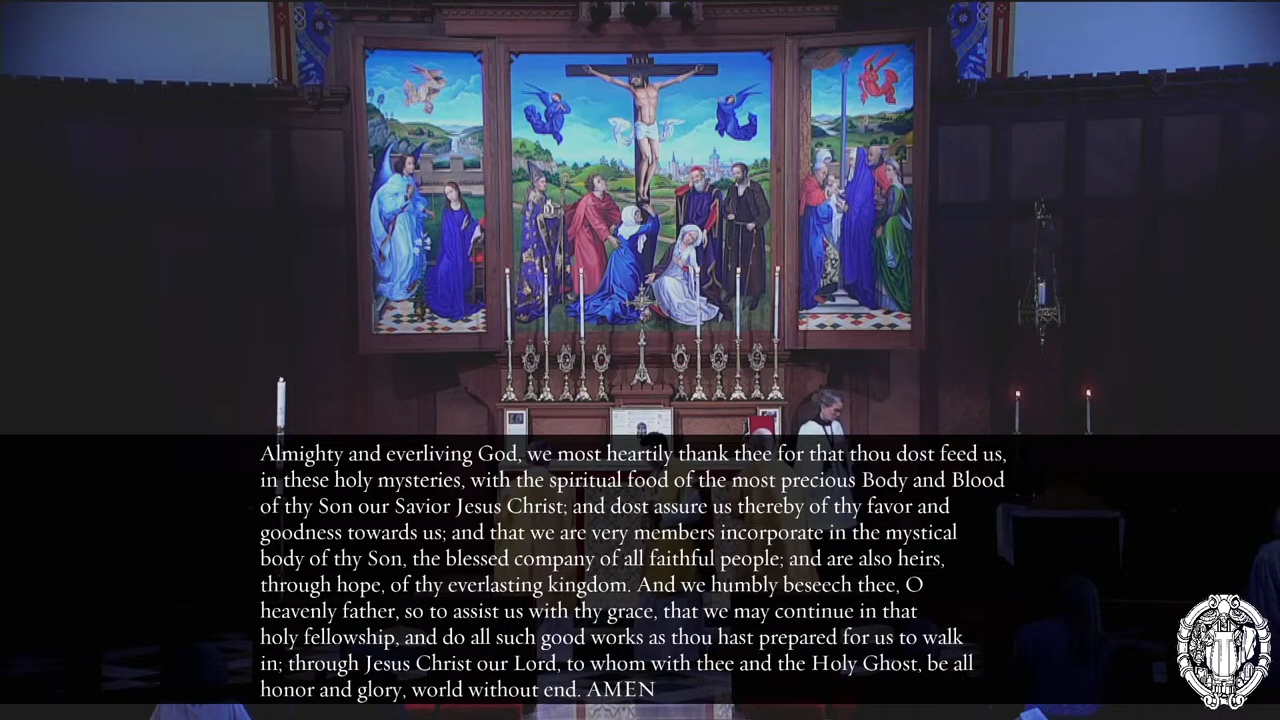 Almighty and everliving God, we most heartily thank thee for that thou dost feed us,
in these holy mysteries, with the spiritual food of the most precious Body and Blood
of thy Son our Savior Jesus Christ; and dost assure us thereby of thy favor and
goodness towards us; and that we are very members incorporate in the mystical
body of thy Son, the blessed company of all faithful people; and are also heirs,
through hope, of thy everlasting kingdom. And we humbly beseech thee, O
heavenly father, so to assist us with thy grace, that we may continue in that
holy fellowship, and do all such good works as thou hast prepared for us to walk
in; through Jesus Christ our Lord, to whom with thee and the Holy Ghost, be all
honor and glory, world without end. AMEN